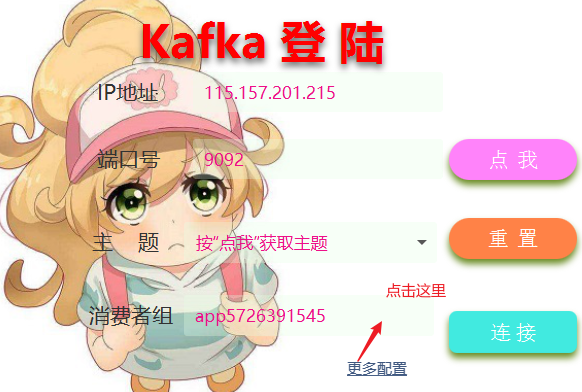 Kafka 登 陆
IP地址 115.157.201.215
端口号 9092 点 我
主 题 按“点我”获取主题 重 置
点击这里
消费者组 app5726391545 连 接
更多配置